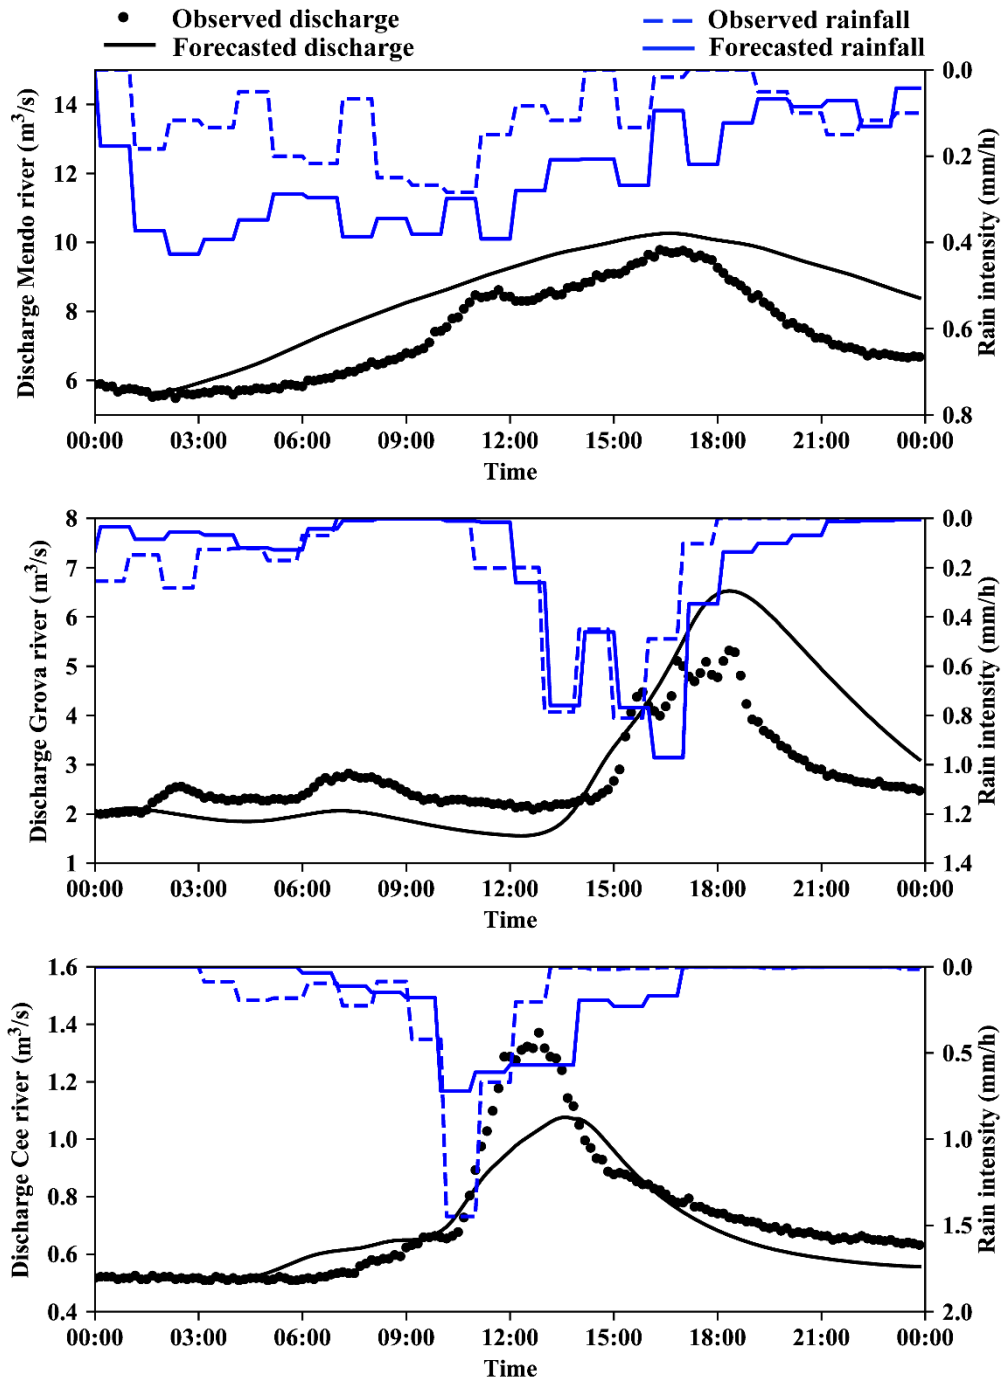 Observed discharge
Forecasted discharge
Observed rainfall
Forecasted rainfall
Discharge Mendo river (m³/s)
14
12
10
8
6
0.0
0.2
0.4
0.6
0.8
Rain intensity (mm/h)
00:00 03:00 06:00 09:00 12:00 15:00 18:00 21:00 00:00
Time
Discharge Grova river (m³/s)
8
7
6
5
4
3
2
1
0.0
0.2
0.4
0.6
0.8
1.0
1.2
1.4
Rain intensity (mm/h)
00:00 03:00 06:00 09:00 12:00 15:00 18:00 21:00 00:00
Time
Discharge Cee river (m³/s)
1.6
1.4
1.2
1.0
0.8
0.6
0.4
0.0
0.5
1.0
1.5
2.0
Rain intensity (mm/h)
00:00 03:00 06:00 09:00 12:00 15:00 18:00 21:00 00:00
Time